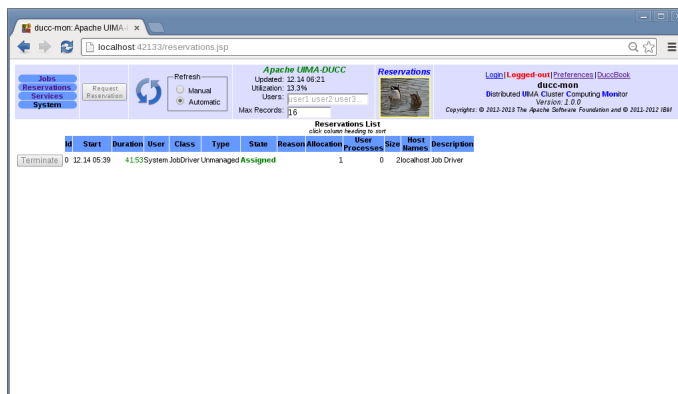 ducc-mon: Apache UIMA-
localhost:42133/reservations.jsp
Jobs
Reservations
Services
System
Request
Reservation
Refresh
Manual
Automatic
Apache UIMA-DUCC
Updated: 12.14 06:21
Utilization: 13.3%
Users: user1 user2 user3...
Max Records: 16
Reservations
Login|Logged-out|Preferences|DuccBook
ducc-mon
Distributed UIMA Cluster Computing Monitor
Version: 1.0.0
Copyrights: © 2012-2013 The Apache Software Foundation and © 2011-2012 IBM
Reservations List
click column heading to sort
Id Start Duration User Class Type State Reason Allocation User Processes Size Host Names Description
Terminate 0 12.14 05:39 41:53 System JobDriver Unmanaged Assigned 1 0 2 localhost Job Driver